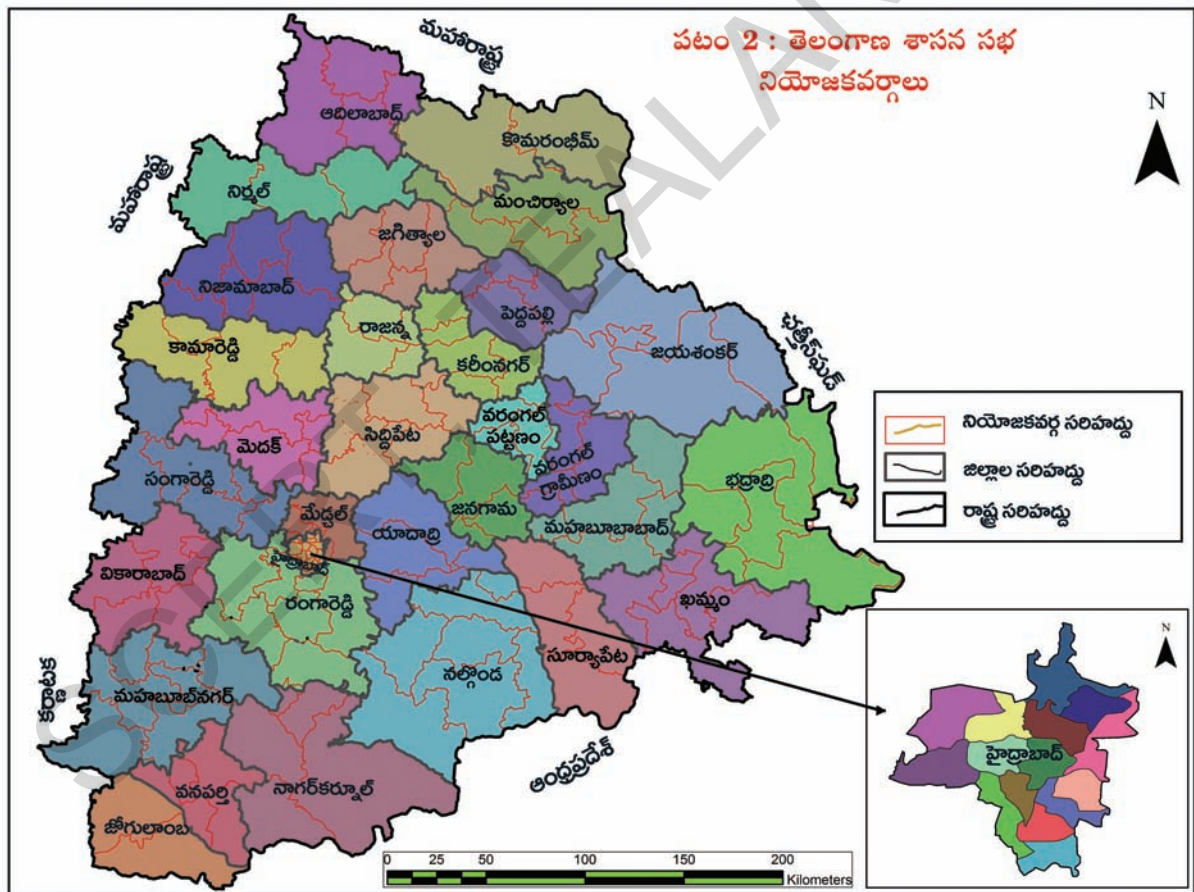 పటం 2 : తెలంగాణ శాసన సభ
నియోజకవర్గాలు
మహారాష్ట్ర
N
ఆదిలాబాద్
కొమరంభీమ్
మహారాష్ట్ర
నిర్మల్
మంచిర్యాల
జగిత్యాల
నిజామాబాద్
పెద్దపల్లి
రాజన్న
కామారెడ్డి
జయశంకర్
ఛత్తీస్‌ఘడ్
కరీంనగర్
వరంగల్
పట్టణం
సిద్దిపేట
మెదక్
వరంగల్
గ్రామీణం
సంగారెడ్డి
భద్రాద్రి
జనగామ
మేడ్చల్
యాదాద్రి
మహబూబాబాద్
హైద్రాబాద్
వికారాబాద్
రంగారెడ్డి
ఖమ్మం
సూర్యాపేట
నల్గొండ
మహబూబ్‌నగర్
కర్ణాటక
ఆంధ్రప్రదేశ్
వనపర్తి
నాగర్‌కర్నూల్
జోగులాంబ
నియోజకవర్గ సరిహద్దు
జిల్లాల సరిహద్దు
రాష్ట్ర సరిహద్దు
N
హైద్రాబాద్
0 25 50 100 150 200
Kilometers